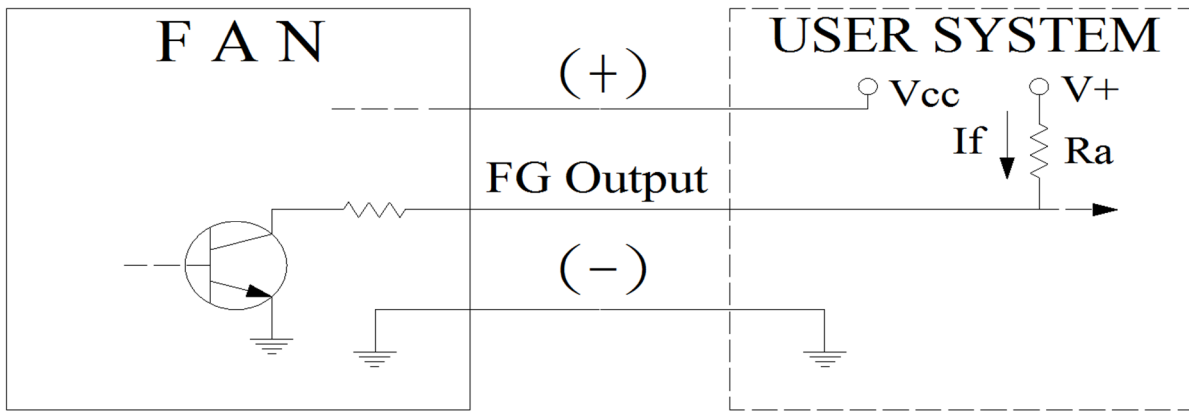 F A N
USER SYSTEM
(+)
Vcc
V+
If
Ra
FG Output
(-)